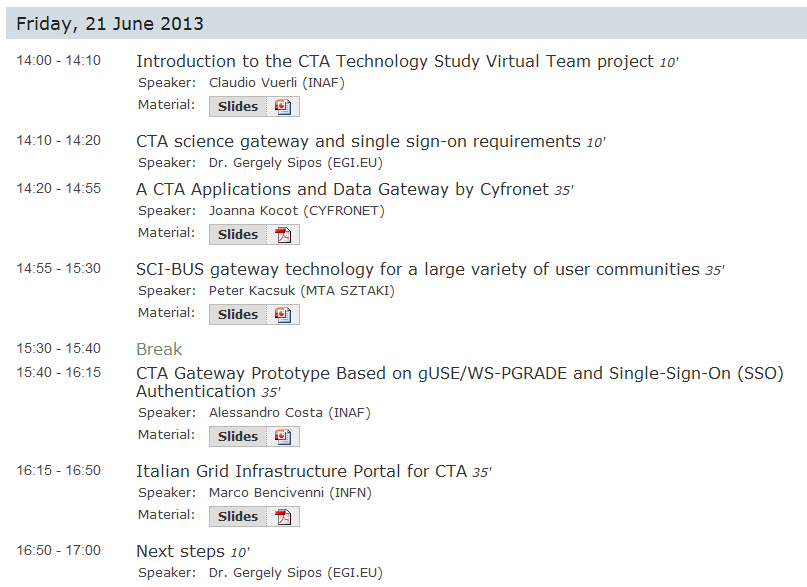 Friday, 21 June 2013
14:00 - 14:10 Introduction to the CTA Technology Study Virtual Team project 10'
Speaker: Claudio Vuerli (INAF)
Material: Slides
14:10 - 14:20 CTA science gateway and single sign-on requirements 10'
Speaker: Dr. Gergely Sipos (EGI.EU)
14:20 - 14:55 A CTA Applications and Data Gateway by Cyfronet 35'
Speaker: Joanna Kocot (CYFRONET)
Material: Slides
14:55 - 15:30 SCI-BUS gateway technology for a large variety of user communities 35'
Speaker: Peter Kacsuk (MTA SZTAKI)
Material: Slides
15:30 - 15:40 Break
15:40 - 16:15 CTA Gateway Prototype Based on gUSE/WS-PGRADE and Single-Sign-On (SSO)
Authentication 35'
Speaker: Alessandro Costa (INAF)
Material: Slides
16:15 - 16:50 Italian Grid Infrastructure Portal for CTA 35'
Speaker: Marco Bencivenni (INFN)
Material: Slides
16:50 - 17:00 Next steps 10'
Speaker: Dr. Gergely Sipos (EGI.EU)